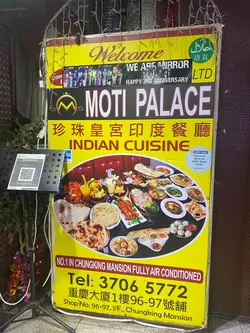 Welcome
حلال
WE ARE MIRROR
HAPPY 3RD ANNIVERSARY
LTD
M
MOTI PALACE
珍珠皇宮印度餐廳
INDIAN CUISINE
NO.1 IN CHUNGKING MANSION FULLY AIR CONDITIONED
Tel: 3706 5772
重慶大廈1樓96-97號舖
Shop No. 96-97, 1/F., Chungking Mansion